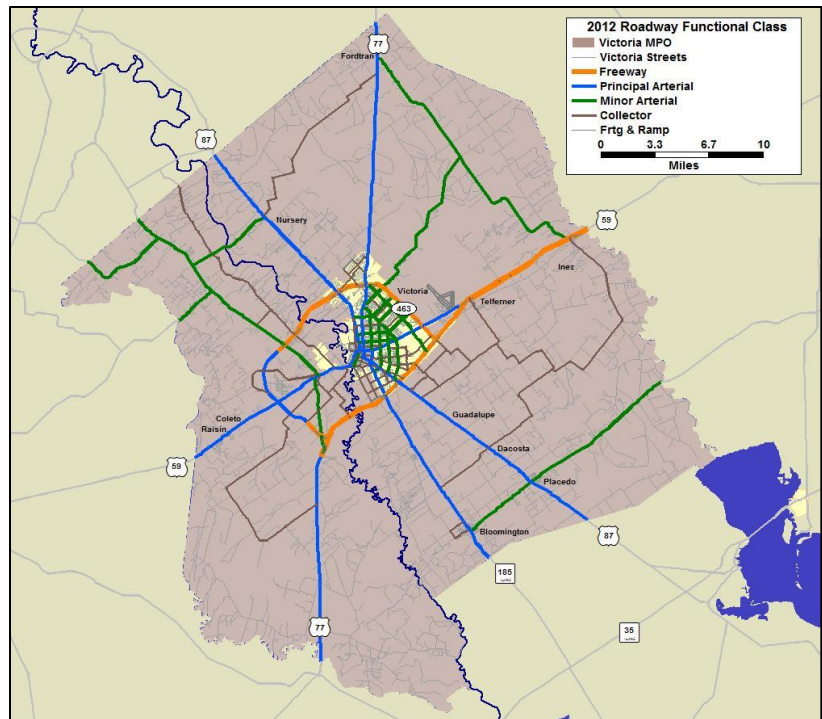 2012 Roadway Functional Class
Victoria MPO
Victoria Streets
Freeway
Principal Arterial
Minor Arterial
Collector
Frtg & Ramp
0 3.3 6.7 10
Miles
77
Fordtran
87
Nursery
59
Inez
Victoria
463
Telferner
Coleto
Raisin
59
Guadalupe
Dacosta
Placedo
Bloomington
87
185
TEXAS
35
TEXAS
77